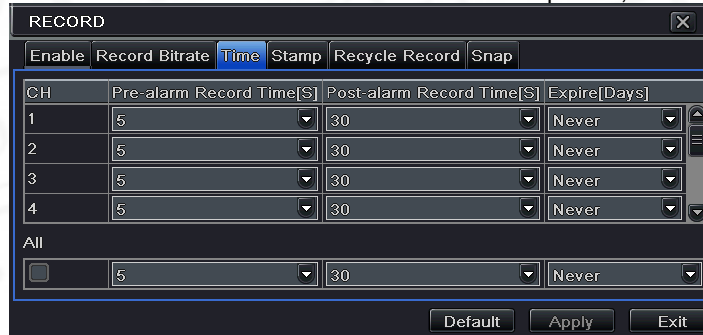 RECORD
Enable Record Bitrate Time Stamp Recycle Record Snap
CH Pre-alarm Record Time[S] Post-alarm Record Time[S] Expire[Days]
1 5 30 Never
2 5 30 Never
3 5 30 Never
4 5 30 Never
All
5 30 Never
Default Apply Exit